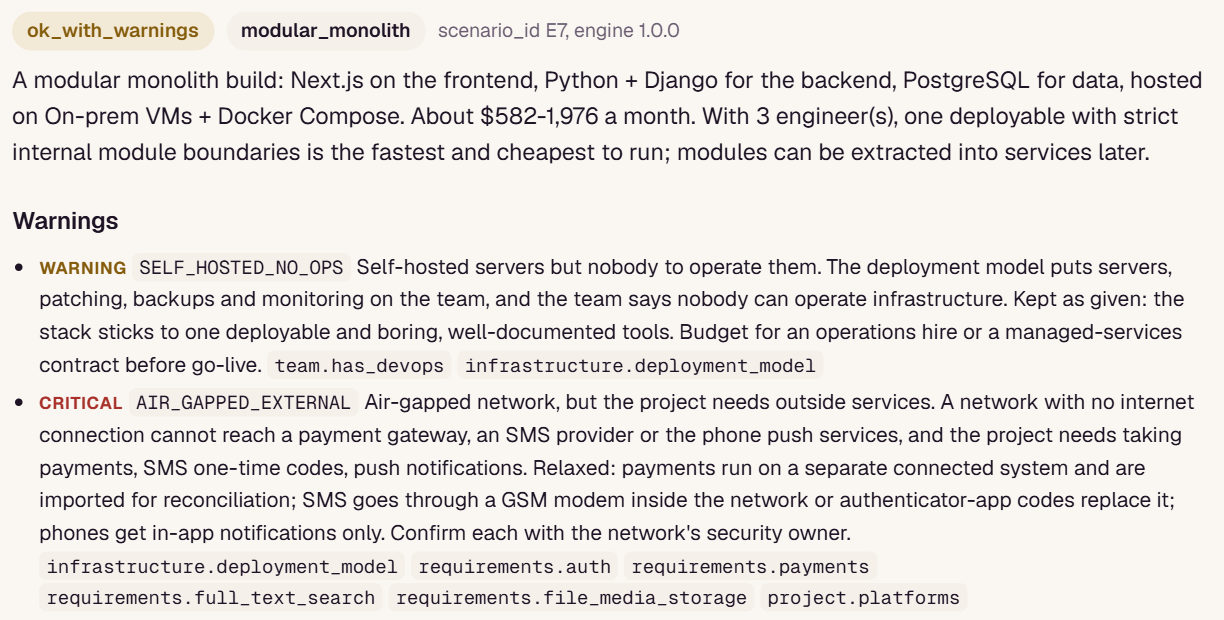 ok_with_warnings modular_monolith scenario_id E7, engine 1.0.0
A modular monolith build: Next.js on the frontend, Python + Django for the backend, PostgreSQL for data, hosted
on On-prem VMs + Docker Compose. About $582-1,976 a month. With 3 engineer(s), one deployable with strict
internal module boundaries is the fastest and cheapest to run; modules can be extracted into services later.
Warnings
• WARNING SELF_HOSTED_NO_OPS Self-hosted servers but nobody to operate them. The deployment model puts servers,
patching, backups and monitoring on the team, and the team says nobody can operate infrastructure. Kept as given: the
stack sticks to one deployable and boring, well-documented tools. Budget for an operations hire or a managed-services
contract before go-live. team.has_devops infrastructure.deployment_model
• CRITICAL AIR_GAPPED_EXTERNAL Air-gapped network, but the project needs outside services. A network with no internet
connection cannot reach a payment gateway, an SMS provider or the phone push services, and the project needs taking
payments, SMS one-time codes, push notifications. Relaxed: payments run on a separate connected system and are
imported for reconciliation; SMS goes through a GSM modem inside the network or authenticator-app codes replace it;
phones get in-app notifications only. Confirm each with the network's security owner.
infrastructure.deployment_model requirements.auth requirements.payments
requirements.full_text_search requirements.file_media_storage project.platforms